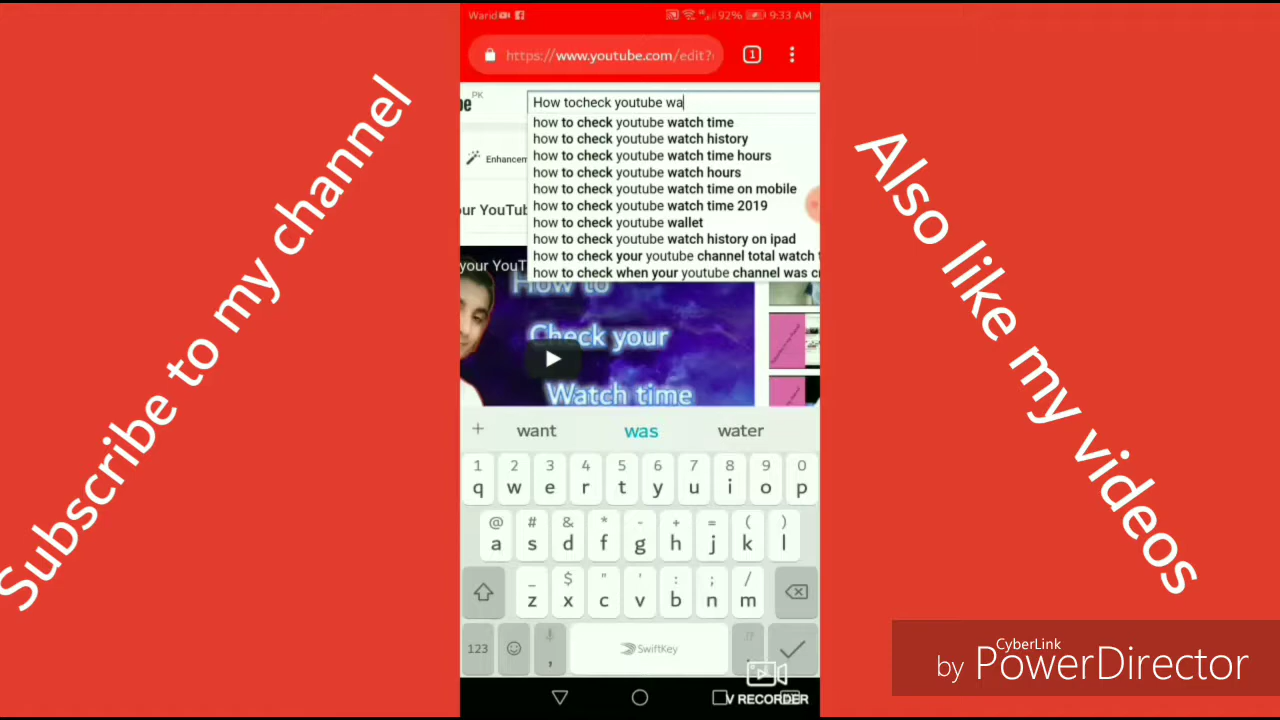 Subscribe to my channel
Warid
92%
9:33 AM
https://www.youtube.com/edit?
1
be PK
How tocheck youtube wa
how to check youtube watch time
how to check youtube watch history
how to check youtube watch time hours
how to check youtube watch hours
how to check youtube watch time on mobile
how to check youtube watch time 2019
how to check youtube wallet
how to check youtube watch history on ipad
how to check your youtube channel total watch
how to check when your youtube channel was
Enhancem
your YouT
How to
Check your
Watch time
+ want was water
1 2 3 4 5 6 7 8 9 0
q w e r t y u i o p
@ # & * - + = ( )
a s d f g h j k l
_ $ " ' : ; /
z x c v b n m
123 , SwiftKey .
V RECORDER
Also like my videos
CyberLink
by PowerDirector